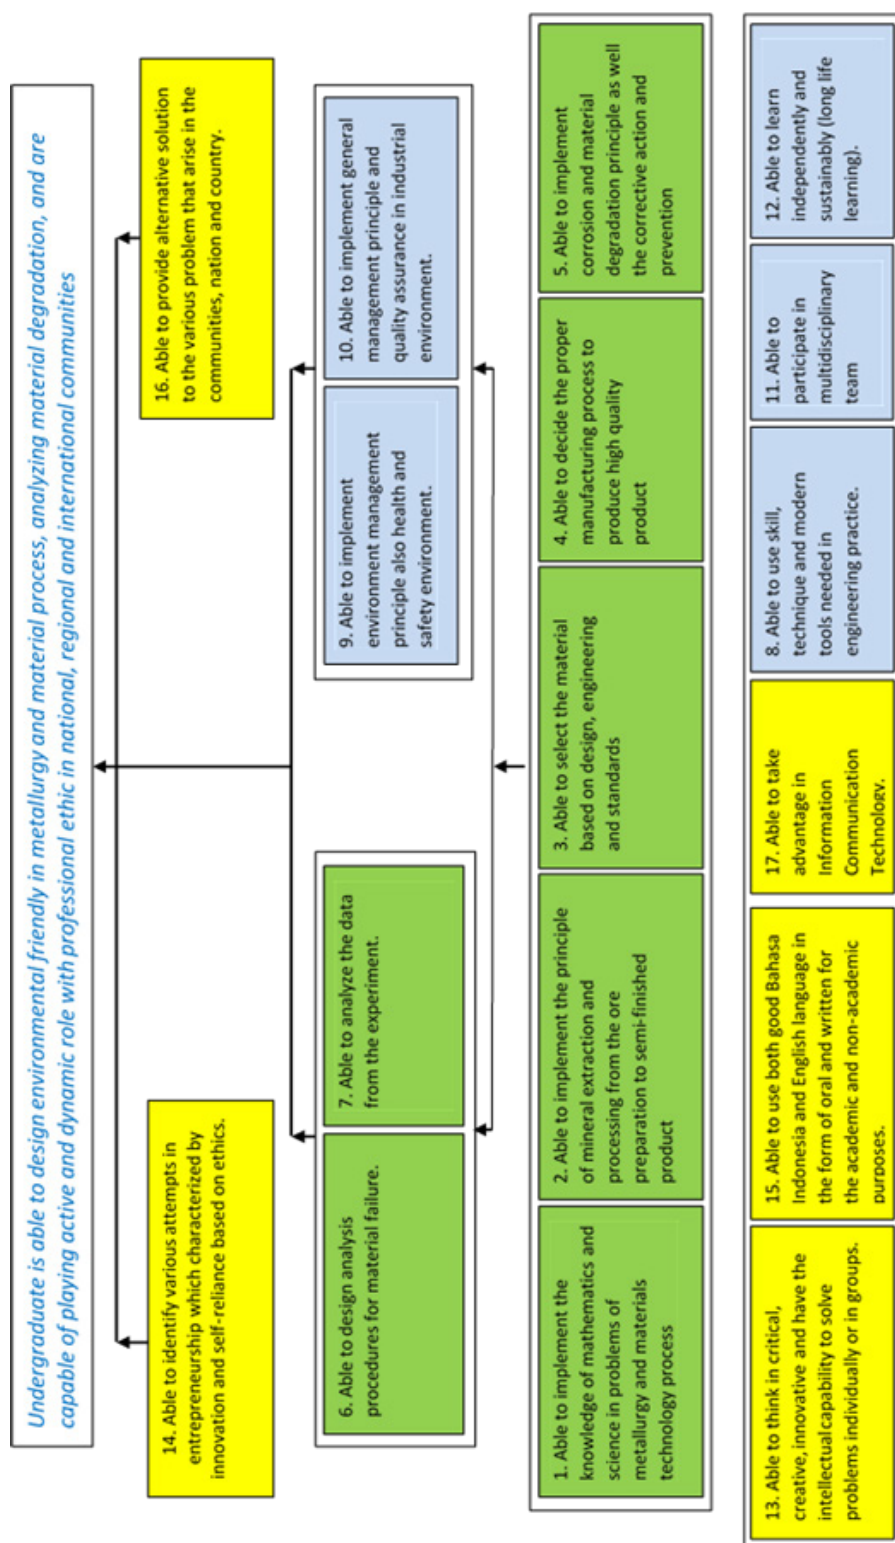 Undergraduate is able to design environmental friendly in metallurgy and material process, analyzing material degradation, and are
capable of playing active and dynamic role with professional ethic in national, regional and international communities
14. Able to identify various attempts in
entrepreneurship which characterized by
innovation and self-reliance based on ethics.
16. Able to provide alternative solution
to the various problem that arise in the
communities, nation and country.
6. Able to design analysis
procedures for material failure.
7. Able to analyze the data
from the experiment.
9. Able to implement
environment management
principle also health and
safety environment.
10. Able to implement general
management principle and
quality assurance in industrial
environment.
1. Able to implement the
knowledge of mathematics and
science in problems of
metallurgy and materials
technology process
2. Able to implement the principle
of mineral extraction and
processing from the ore
preparation to semi-finished
product
3. Able to select the material
based on design, engineering
and standards
4. Able to decide the proper
manufacturing process to
produce high quality
product
5. Able to implement
corrosion and material
degradation principle as well
the corrective action and
prevention
13. Able to think in critical,
creative, innovative and have the
intellectual capability to solve
problems individually or in groups.
15. Able to use both good Bahasa
Indonesia and English language in
the form of oral and written for
the academic and non-academic
purposes.
17. Able to take
advantage in
Information
Communication
Technology.
8. Able to use skill,
technique and modern
tools needed in
engineering practice.
11. Able to
participate in
multidisciplinary
team
12. Able to learn
independently and
sustainably (long life
learning).